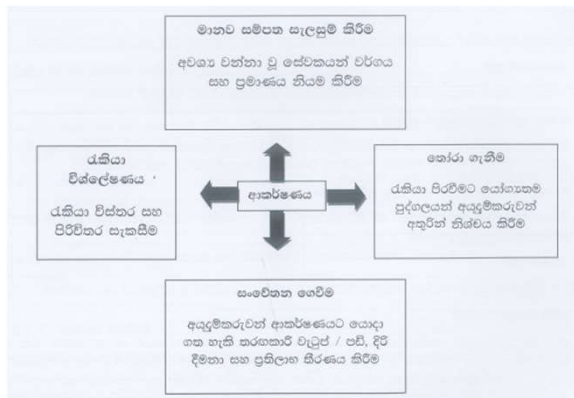 මානව සම්පත සැලසුම් කිරීම
අවශ්‍ය වන්නා වූ සේවකයන් වර්ගය
සහ ප්‍රමාණය නියම කිරීම
රැකියා
විශ්ලේෂණය
රැකියා විස්තර සහ
පිරිවිතර සැකසීම
ආකර්ෂණය
තෝරා ගැනීම
රැකියා පිරවීමට යෝග්‍යතම
පුද්ගලයන් අයදුම්කරුවන්
අතුරින් නිශ්චය කිරීම
සංචේතන ගෙවීම
අයදුම්කරුවන් ආකර්ෂණයට යොදා
ගත හැකි තරඟකාරී වැටුප් / පඩි, දිරි
දීමනා සහ ප්‍රතිලාභ තීරණය කිරීම